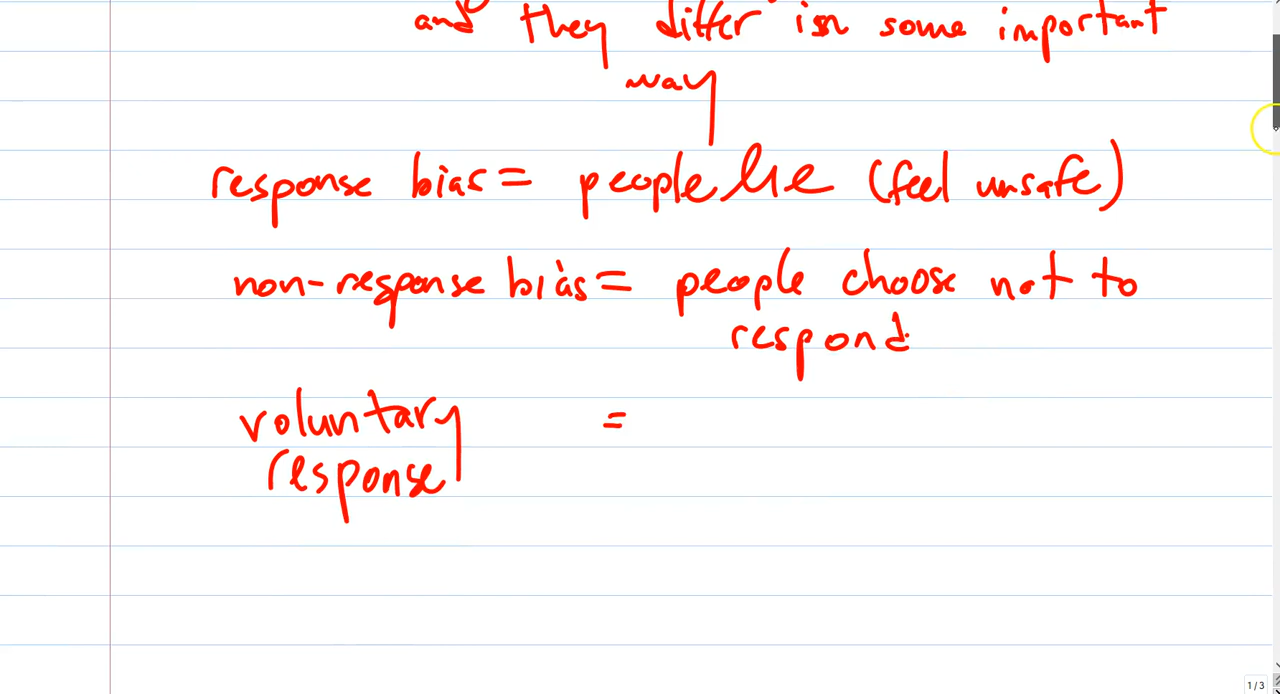 and they differ in some important
way
response bias = people lie (feel unsafe)
non-response bias = people choose not to
respond
voluntary =
response
1/3